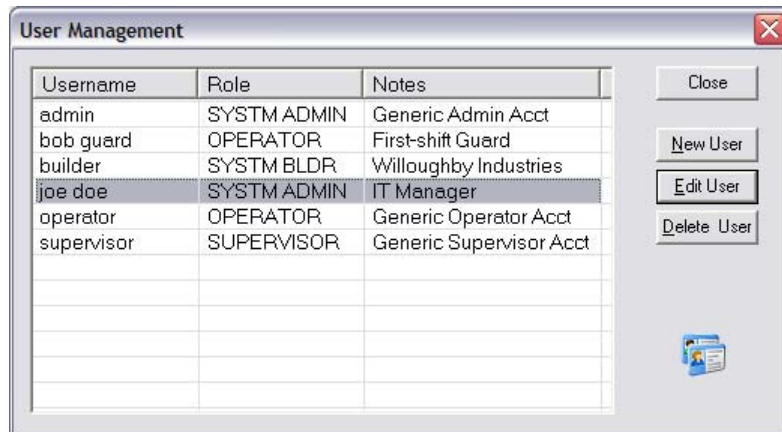 User Management
Username Role Notes
admin SYSTM ADMIN Generic Admin Acct
bob guard OPERATOR First-shift Guard
builder SYSTM BLDR Willoughby Industries
joe doe SYSTM ADMIN IT Manager
operator OPERATOR Generic Operator Acct
supervisor SUPERVISOR Generic Supervisor Acct
Close
New User
Edit User
Delete User